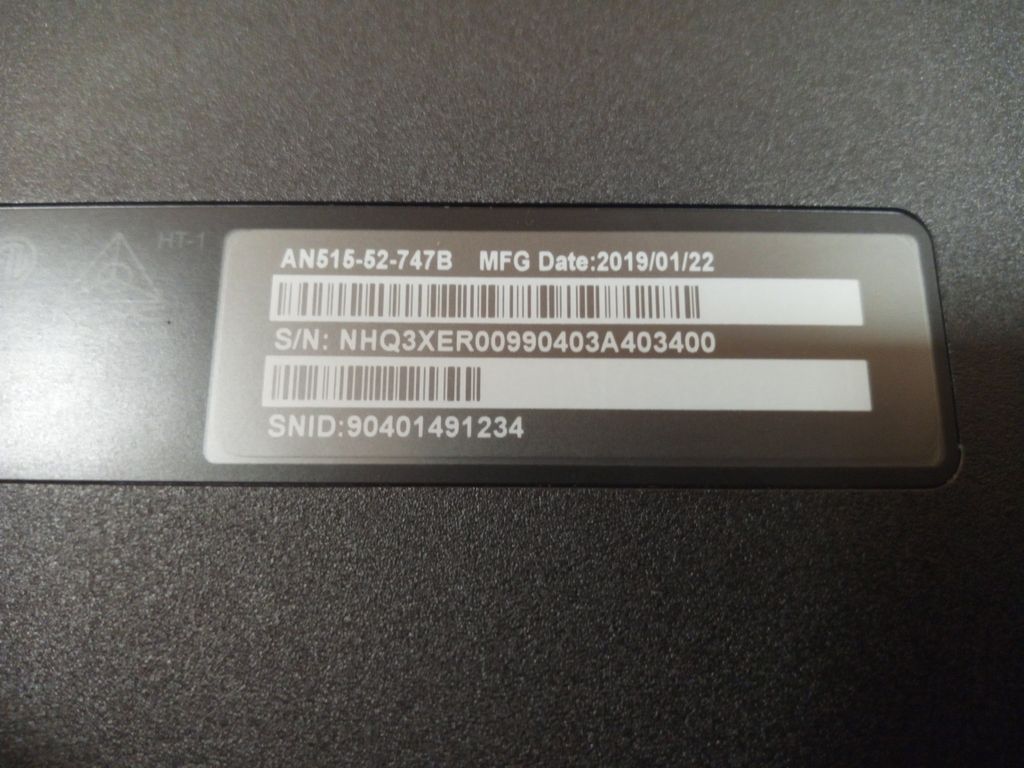 HT-1
AN515-52-747B MFG Date:2019/01/22
S/N: NHQ3XER00990403A403400
SNID:90401491234